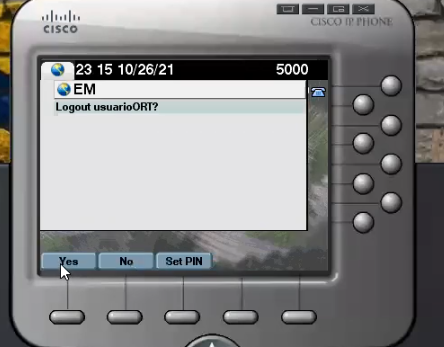 CISCO
CISCO IP PHONE
23 15 10/26/21 5000
EM
Logout usuarioORT?
Yes No Set PIN